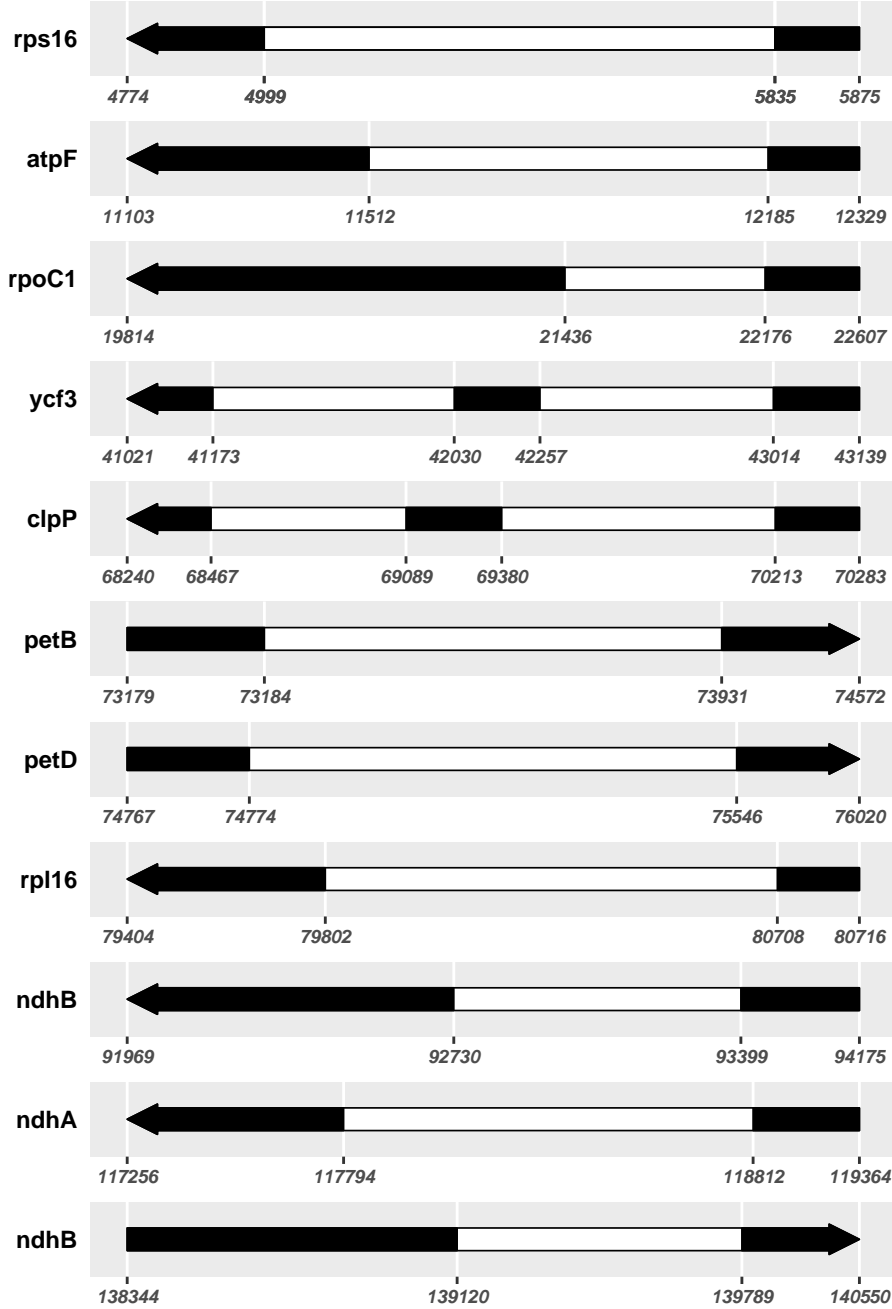 rps16
4774 4999 5835 5875
atpF
11103 11512 12185 12329
rpoC1
19814 21436 22176 22607
ycf3
41021 41173 42030 42257 43014 43139
clpP
68240 68467 69089 69380 70213 70283
petB
73179 73184 73931 74572
petD
74767 74774 75546 76020
rpl16
79404 79802 80708 80716
ndhB
91969 92730 93399 94175
ndhA
117256 117794 118812 119364
ndhB
138344 139120 139789 140550